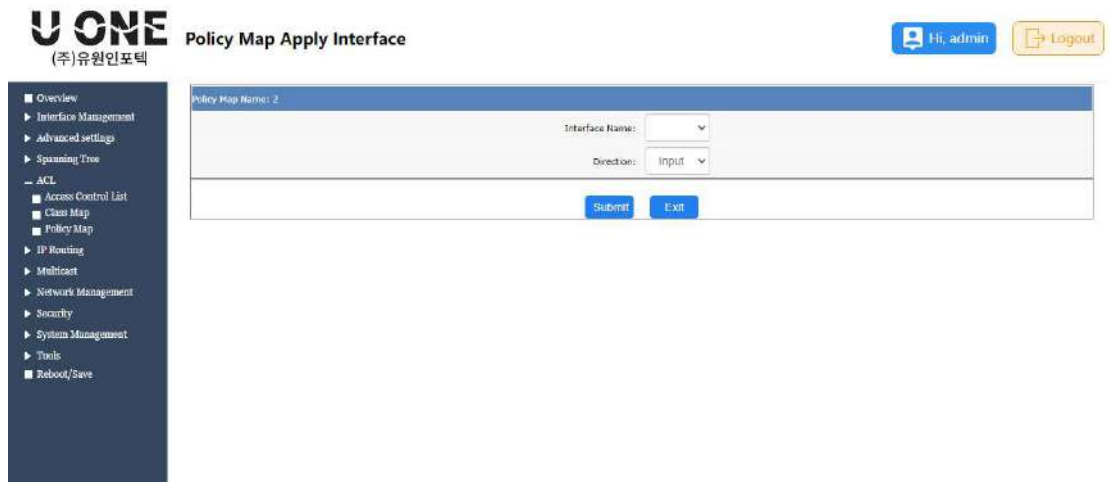 U ONE
(주)유원인포텍
Policy Map Apply Interface
Hi, admin
Logout
Overview
Interface Management
Advanced settings
Spanning Tree
ACL
Access Control List
Class Map
Policy Map
IP Routing
Multicast
Network Management
Security
System Management
Tools
Reboot/Save
Policy Map Name: 2
Interface Name:
Direction: Input
Submit Exit